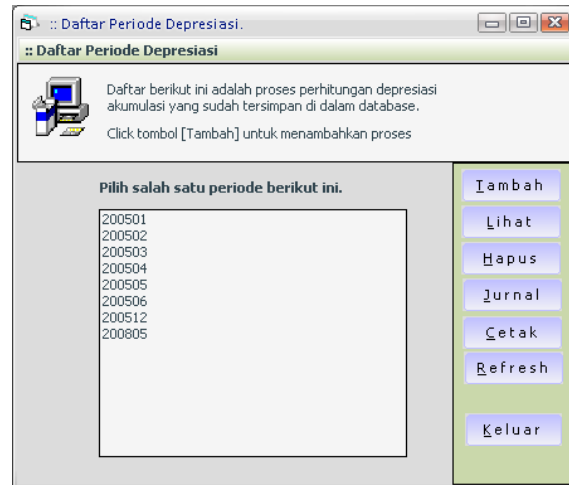 :: Daftar Periode Depresiasi.
:: Daftar Periode Depresiasi
Daftar berikut ini adalah proses perhitungan depresiasi
akumulasi yang sudah tersimpan di dalam database.
Click tombol [Tambah] untuk menambahkan proses
Pilih salah satu periode berikut ini.
200501
200502
200503
200504
200505
200506
200512
200805
Tambah
Lihat
Hapus
Jurnal
Cetak
Refresh
Keluar